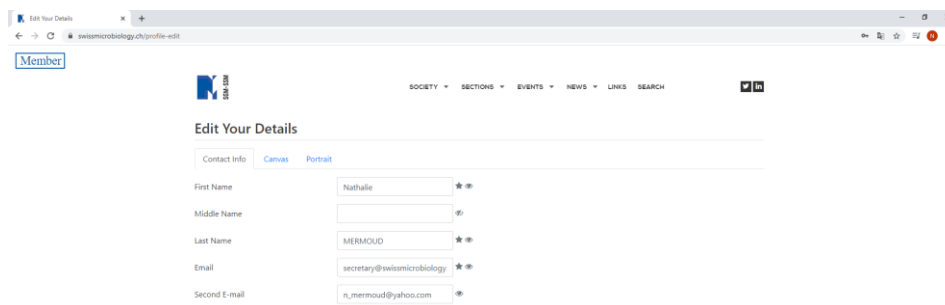 Edit Your Details
swissmicrobiology.ch/profile-edit
N
Member
SGM-SSM
SOCIETY SECTIONS EVENTS NEWS LINKS SEARCH
in
Edit Your Details
Contact Info Canvas Portrait
First Name Nathalie
Middle Name
Last Name MERMOUD
Email secretary@swissmicrobiology
Second E-mail n_mermoud@yahoo.com